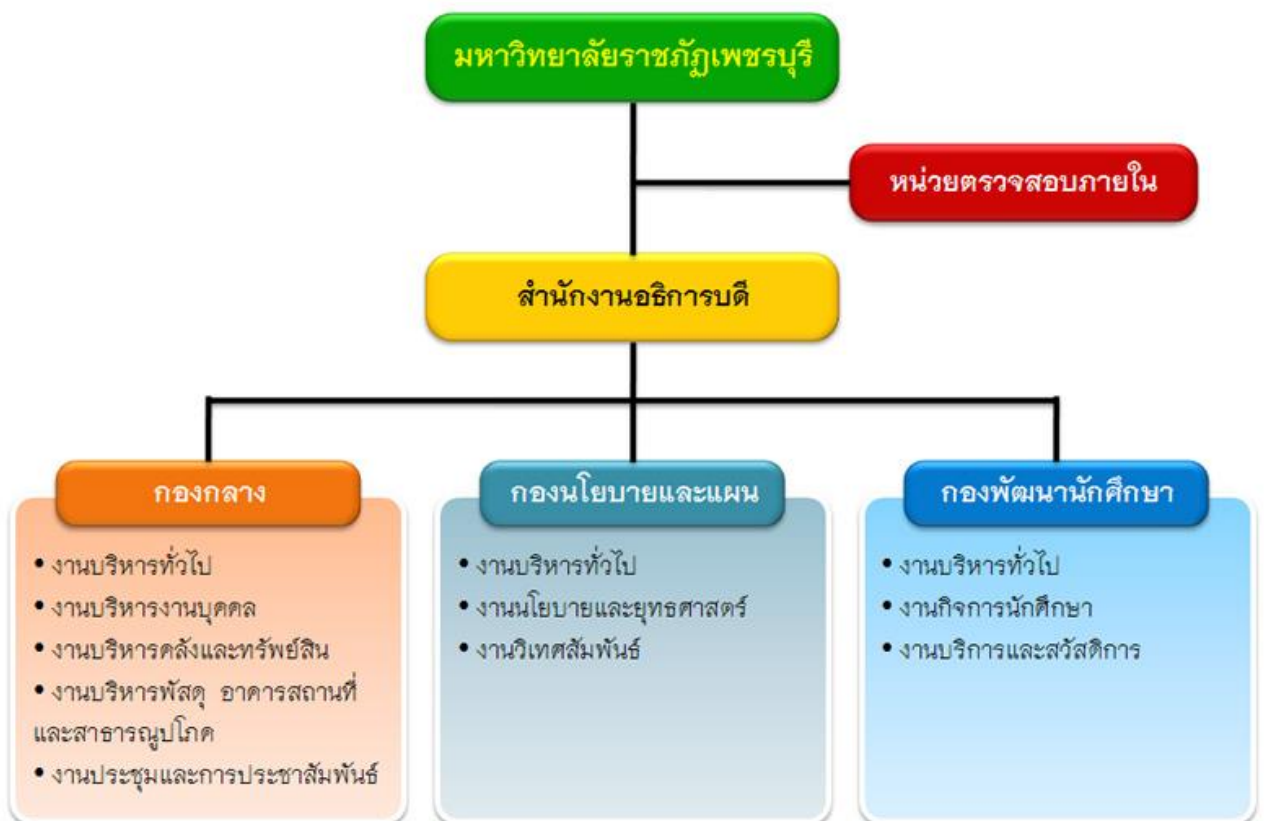 มหาวิทยาลัยราชภัฏเพชรบุรี
หน่วยตรวจสอบภายใน
สำนักงานอธิการบดี
กองกลาง
• งานบริหารทั่วไป
• งานบริหารงานบุคคล
• งานบริหารคลังและทรัพย์สิน
• งานบริหารพัสดุ อาคารสถานที่
และสาธารณูปโภค
• งานประชุมและการประชาสัมพันธ์
กองนโยบายและแผน
• งานบริหารทั่วไป
• งานนโยบายและยุทธศาสตร์
• งานวิเทศสัมพันธ์
กองพัฒนานักศึกษา
• งานบริหารทั่วไป
• งานกิจการนักศึกษา
• งานบริการและสวัสดิการ